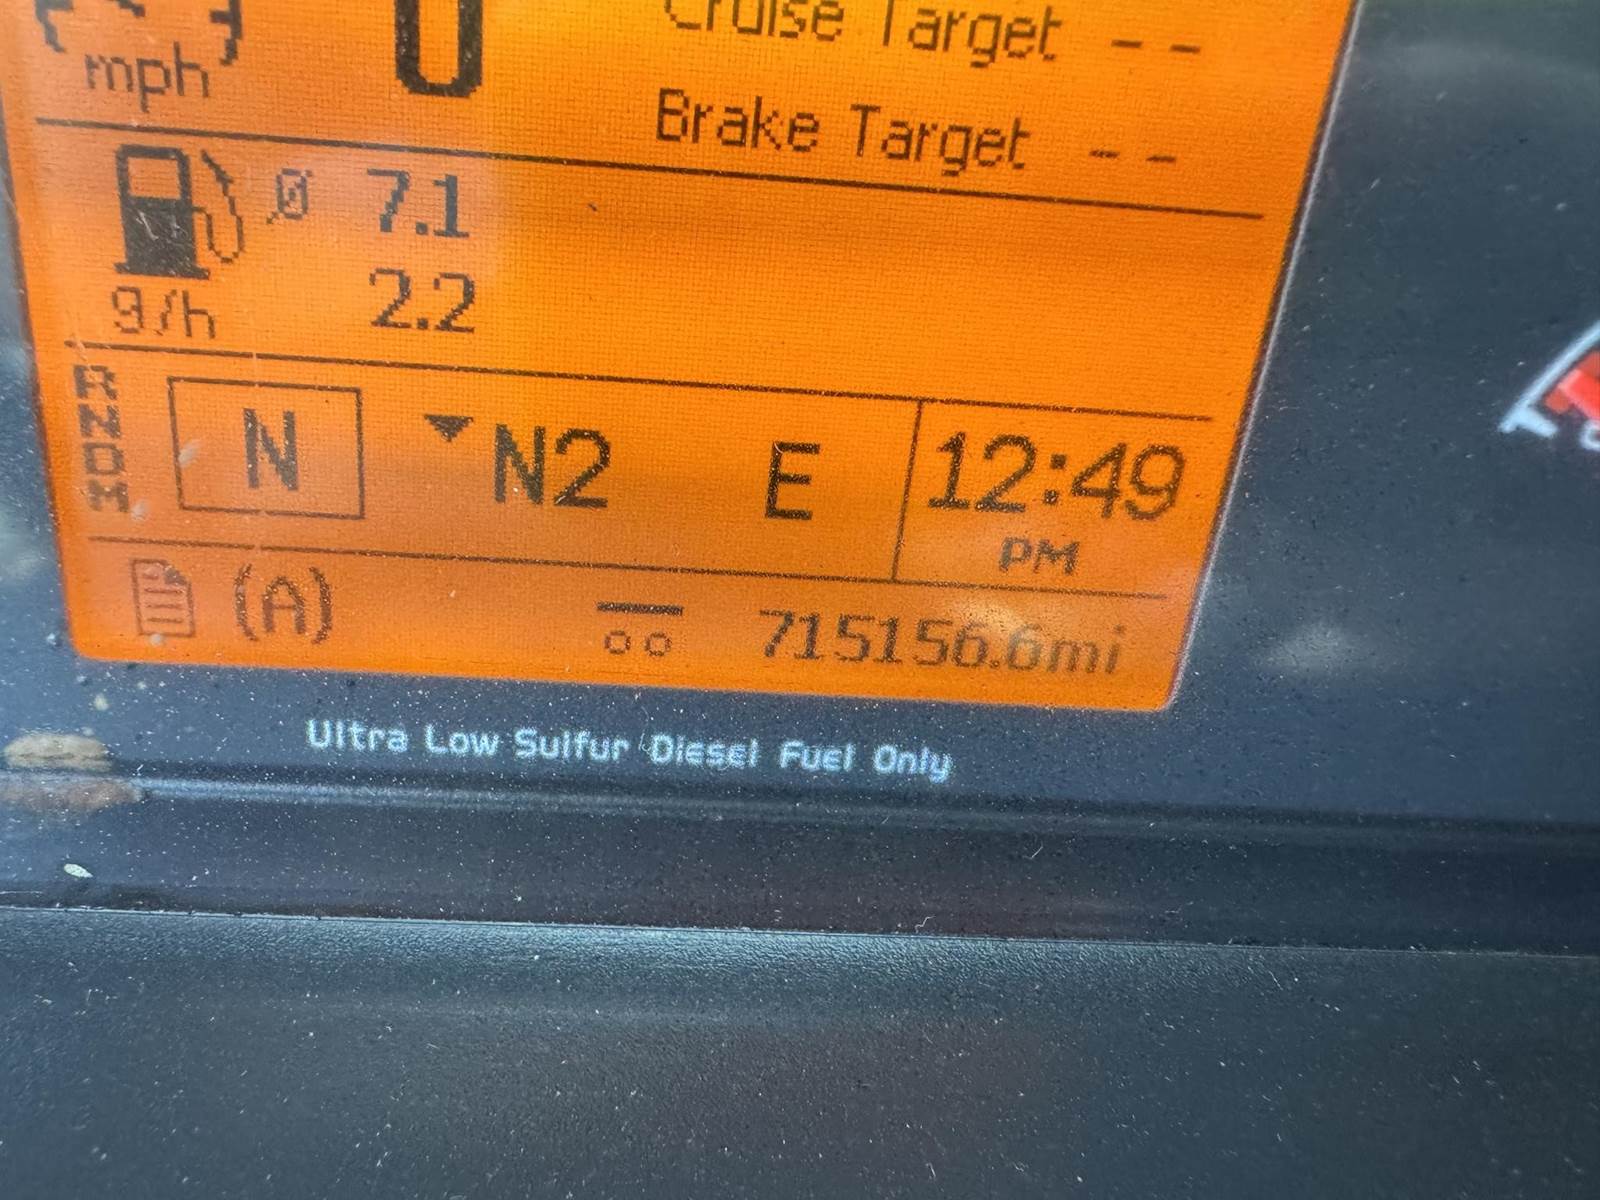 mph 0 Cruise Target --
Brake Target --
Ø 7.1
g/h 2.2
RNDM
N N2 E 12:49
PM
(A) 715156.6mi
Ultra Low Sulfur Diesel Fuel Only